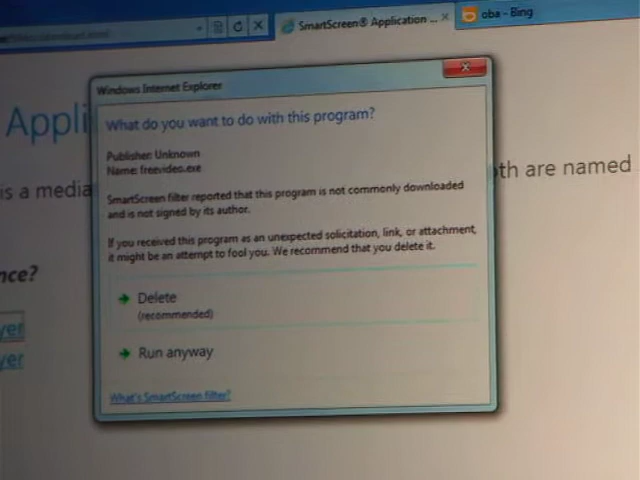 SmartScreen® Application ...
oba - Bing
Windows Internet Explorer
Appli
What do you want to do with this program?
Publisher: Unknown
Name: freevideo.exe
is a media
oth are named
SmartScreen filter reported that this program is not commonly downloaded
and is not signed by its author.
If you received this program as an unexpected solicitation, link, or attachment,
it might be an attempt to fool you. We recommend that you delete it.
nce?
Delete
(recommended)
yer
Run anyway
yer
What's SmartScreen filter?